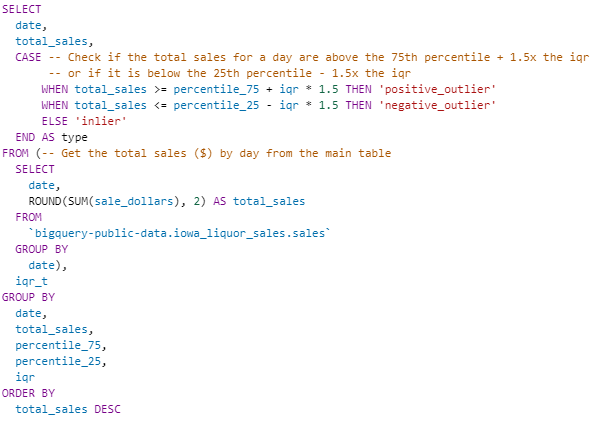 SELECT
  date,
  total_sales,
  CASE -- Check if the total sales for a day are above the 75th percentile + 1.5x the iqr
       -- or if it is below the 25th percentile - 1.5x the iqr
      WHEN total_sales >= percentile_75 + iqr * 1.5 THEN 'positive_outlier'
      WHEN total_sales <= percentile_25 - iqr * 1.5 THEN 'negative_outlier'
      ELSE 'inlier'
  END AS type
FROM (-- Get the total sales ($) by day from the main table
  SELECT
    date,
    ROUND(SUM(sale_dollars), 2) AS total_sales
  FROM
    `bigquery-public-data.iowa_liquor_sales.sales`
  GROUP BY
    date),
  iqr_t
GROUP BY
  date,
  total_sales,
  percentile_75,
  percentile_25,
  iqr
ORDER BY
  total_sales DESC